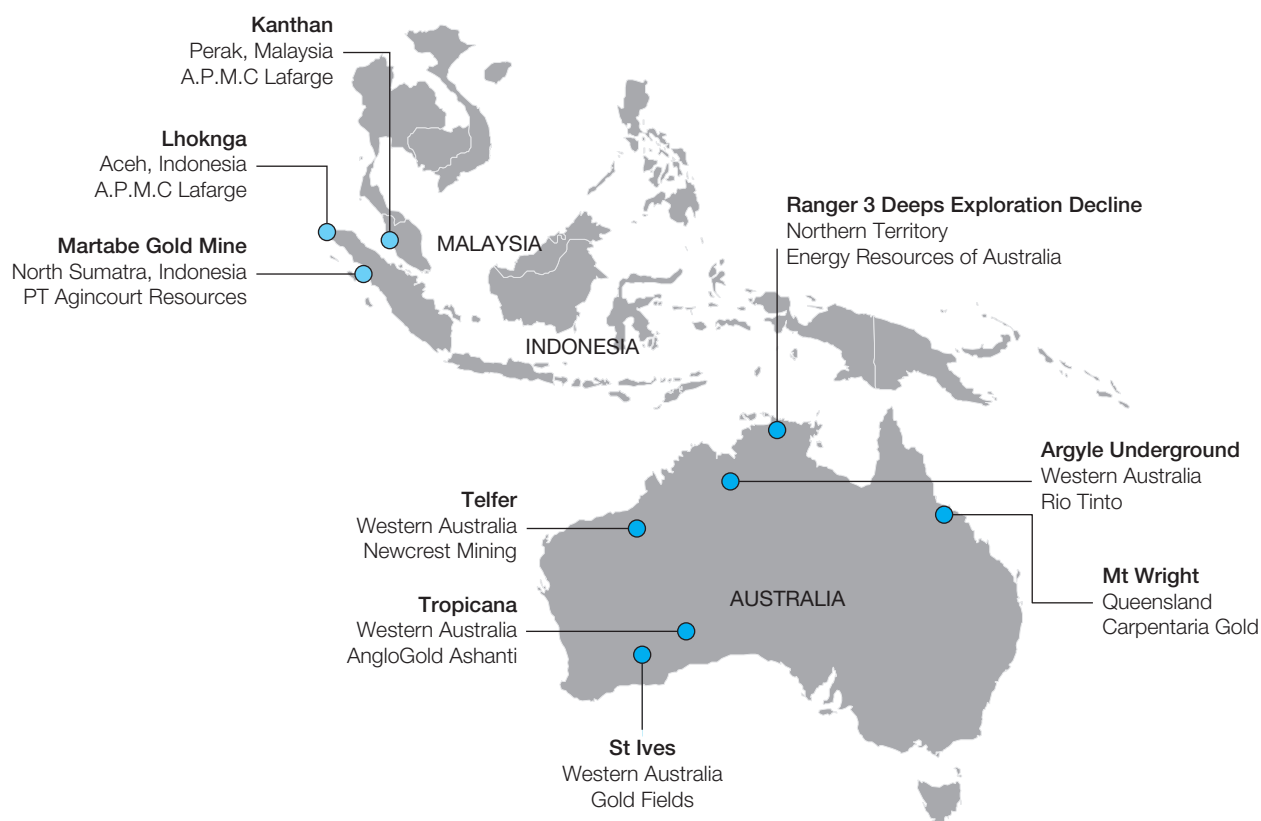 Kanthan
Perak, Malaysia
A.P.M.C Lafarge
Lhoknga
Aceh, Indonesia
A.P.M.C Lafarge
Martabe Gold Mine
North Sumatra, Indonesia
PT Agincourt Resources
MALAYSIA
INDONESIA
Ranger 3 Deeps Exploration Decline
Northern Territory
Energy Resources of Australia
Argyle Underground
Western Australia
Rio Tinto
Telfer
Western Australia
Newcrest Mining
Mt Wright
Queensland
Carpentaria Gold
Tropicana
Western Australia
AngloGold Ashanti
AUSTRALIA
St Ives
Western Australia
Gold Fields